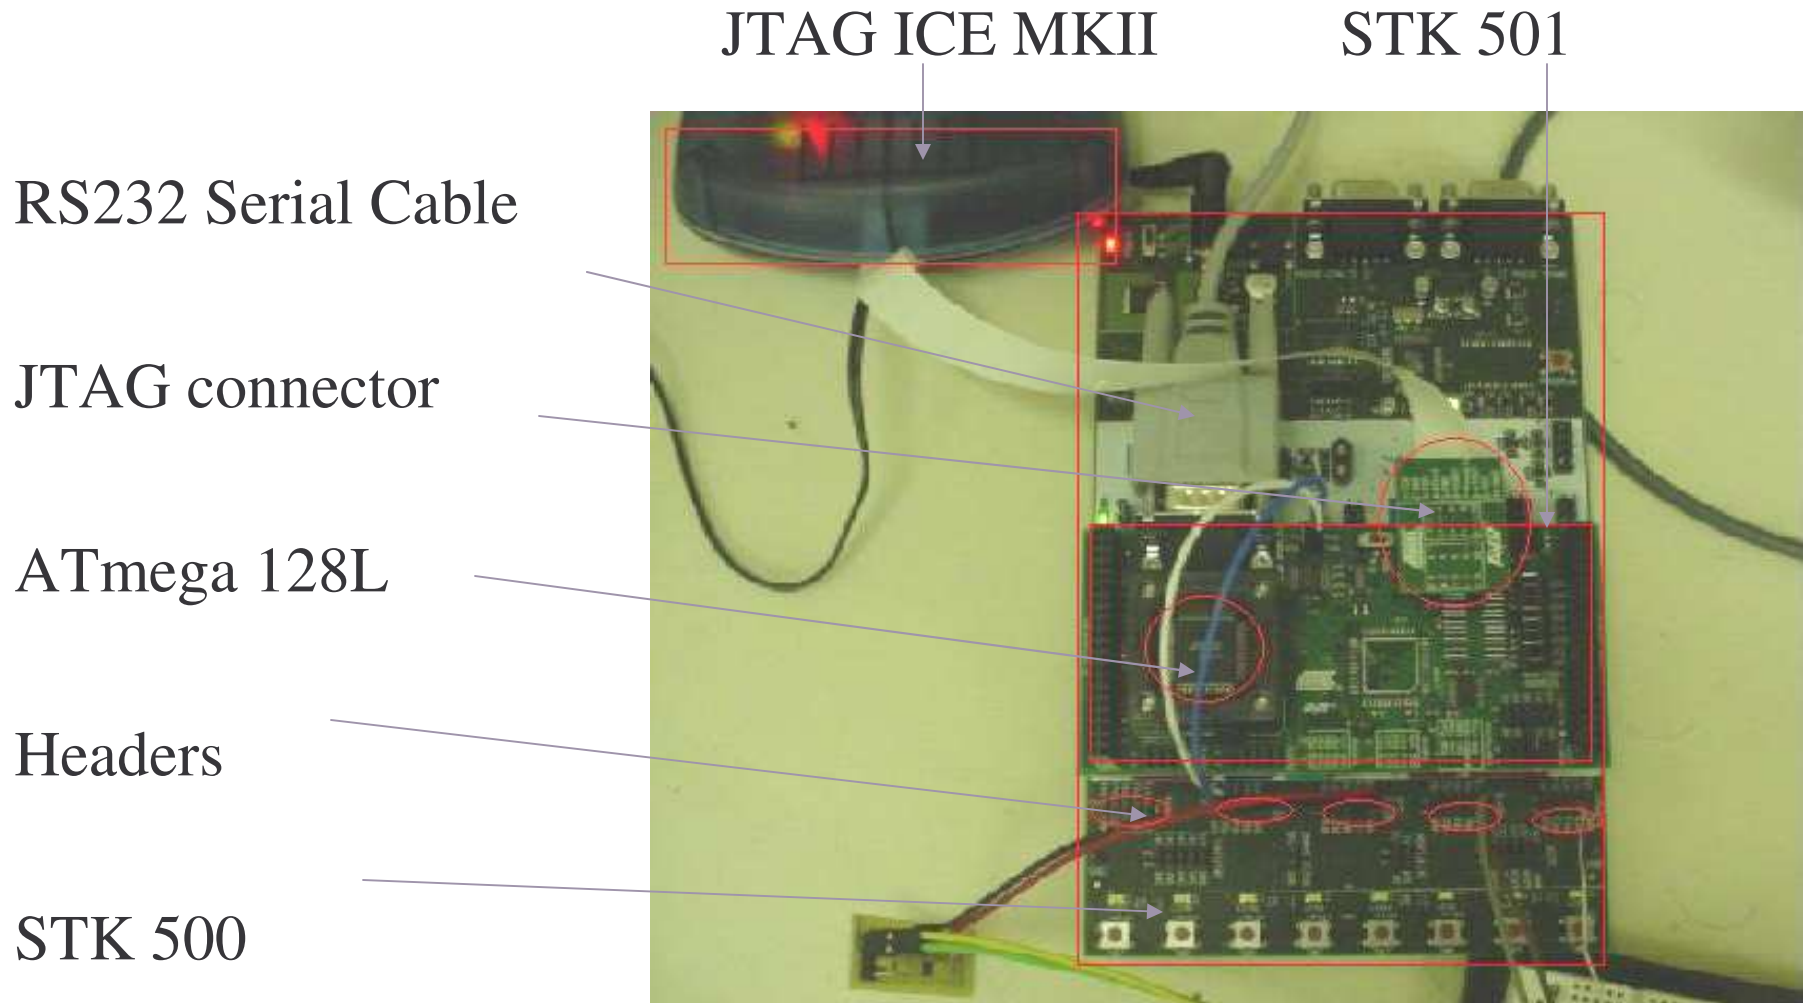 JTAG ICE MKII
STK 501
RS232 Serial Cable
JTAG connector
ATmega 128L
Headers
STK 500